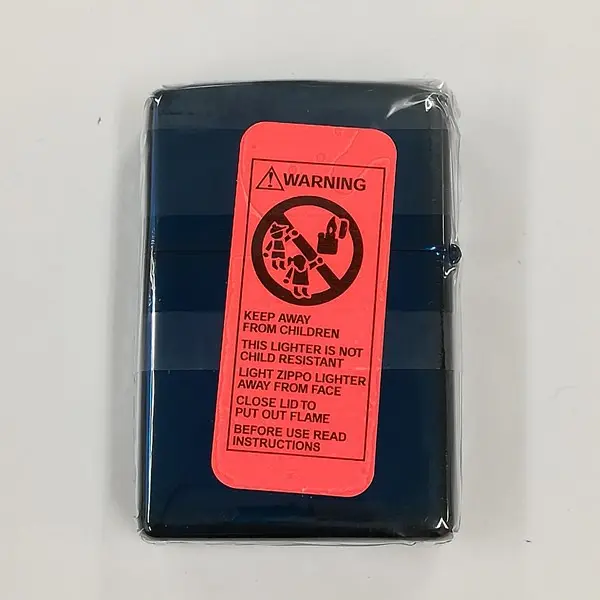 WARNING
KEEP AWAY
FROM CHILDREN
THIS LIGHTER IS NOT
CHILD RESISTANT
LIGHT ZIPPO LIGHTER
AWAY FROM FACE
CLOSE LID TO
PUT OUT FLAME
BEFORE USE READ
INSTRUCTIONS